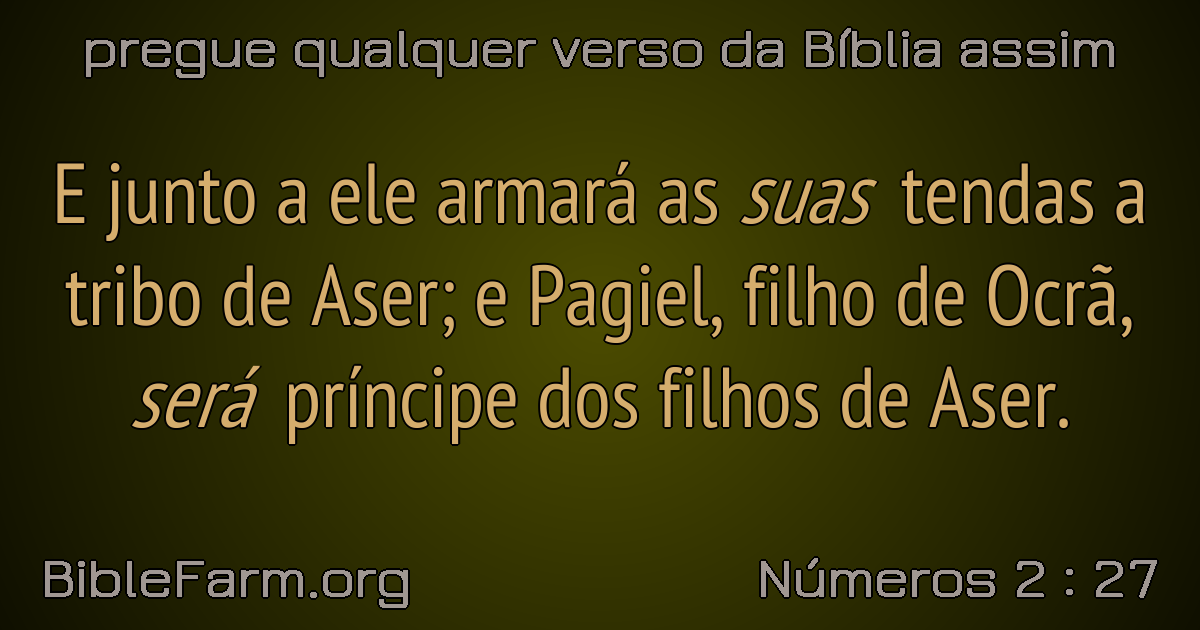 pregue qualquer verso da Bíblia assim
E junto a ele armará as suas tendas a
tribo de Aser; e Pagiel, filho de Ocrã,
será príncipe dos filhos de Aser.
BibleFarm.org
Números 2 : 27